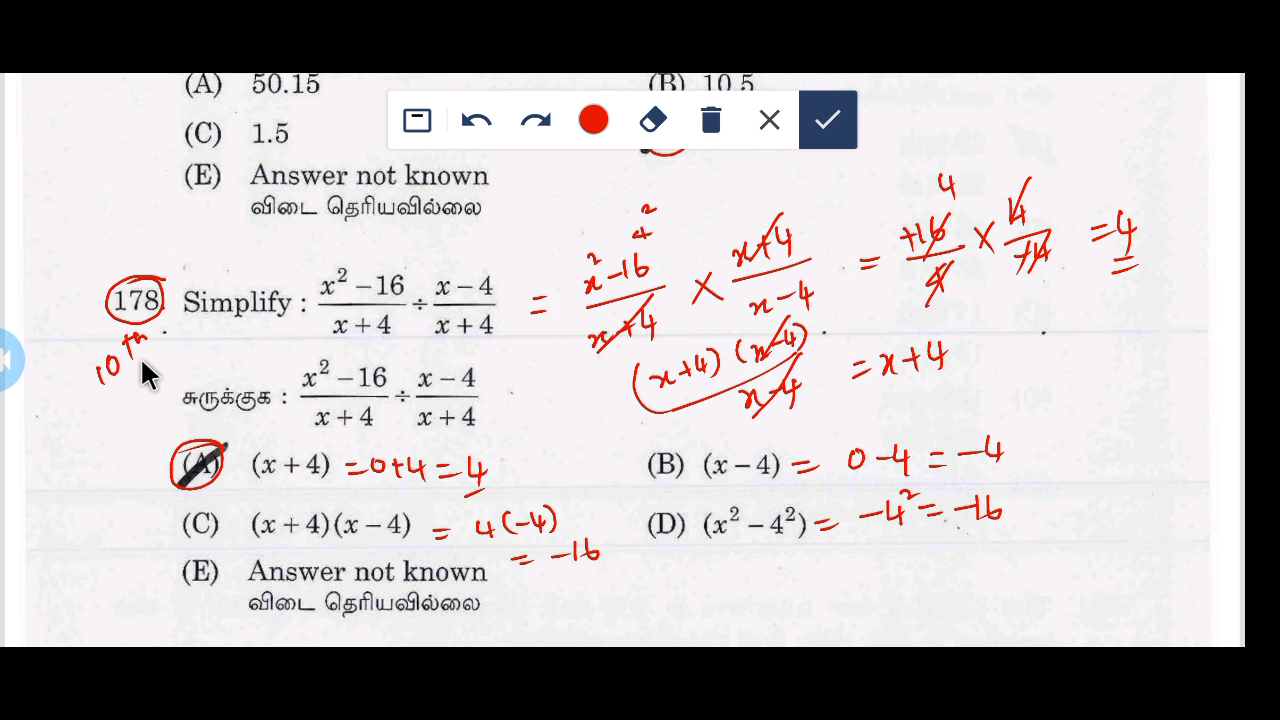 (A) 50.15 (B) 10.5
(C) 1.5
(E) Answer not known
விடை தெரியவில்லை
178. Simplify : (x² − 16)/(x + 4) ÷ (x − 4)/(x + 4) = (x² − 16)/(x + 4) × (x + 4)/(x − 4) = +16/4 × 4/+4 = 4
4² 4
10th
(x+4) (x−4)/(x−4) = x+4
சுருக்குக : (x² − 16)/(x + 4) ÷ (x − 4)/(x + 4)
(A) (x + 4) = 0+4 = 4 (B) (x − 4) = 0−4 = −4
(C) (x + 4)(x − 4) = 4(−4) (D) (x² − 4²) = −4² = −16
= −16
(E) Answer not known
விடை தெரியவில்லை